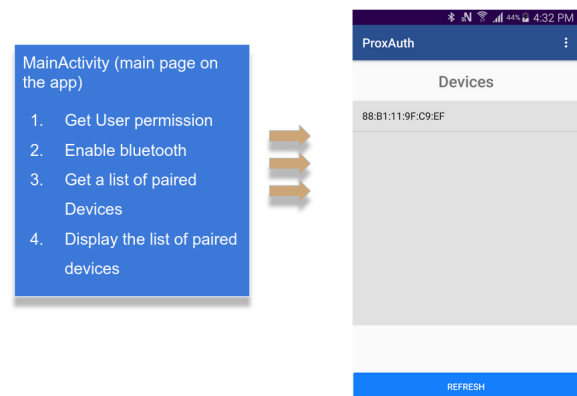 MainActivity (main page on
the app)
1. Get User permission
2. Enable bluetooth
3. Get a list of paired
Devices
4. Display the list of paired
devices
44% 4:32 PM
ProxAuth
Devices
88:B1:11:9F:C9:EF
REFRESH